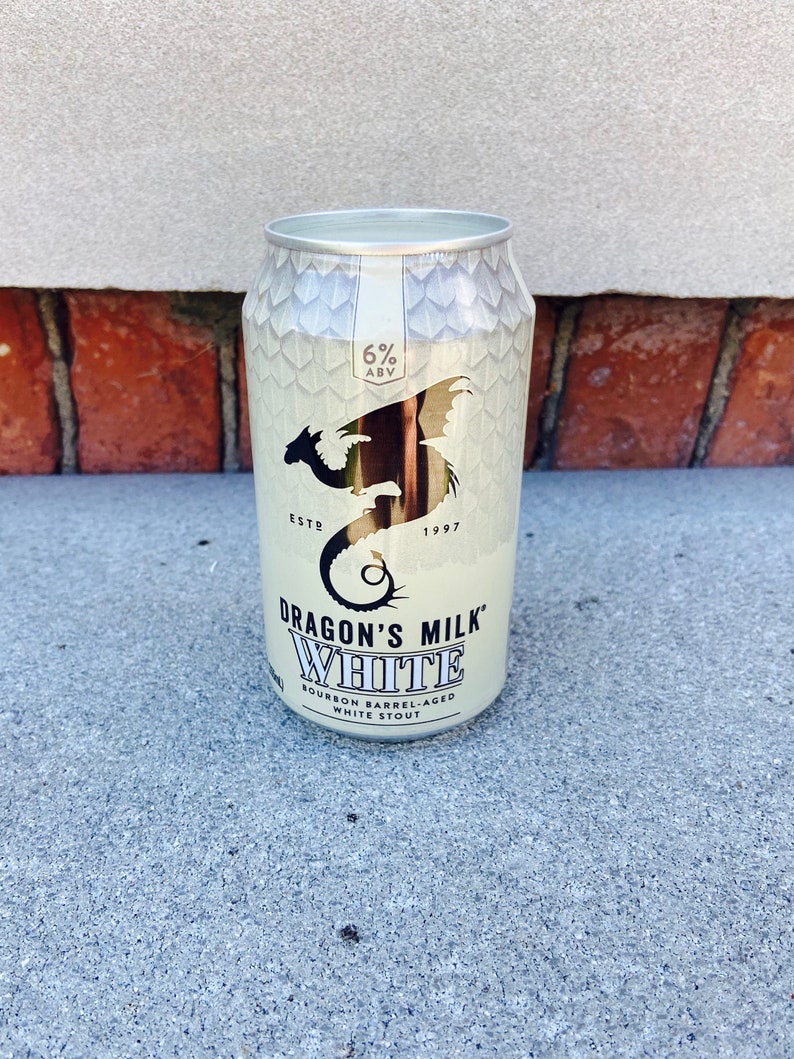 6%
ABV
ESTD 1997
DRAGON'S MILK®
WHITE
BOURBON BARREL-AGED
WHITE STOUT